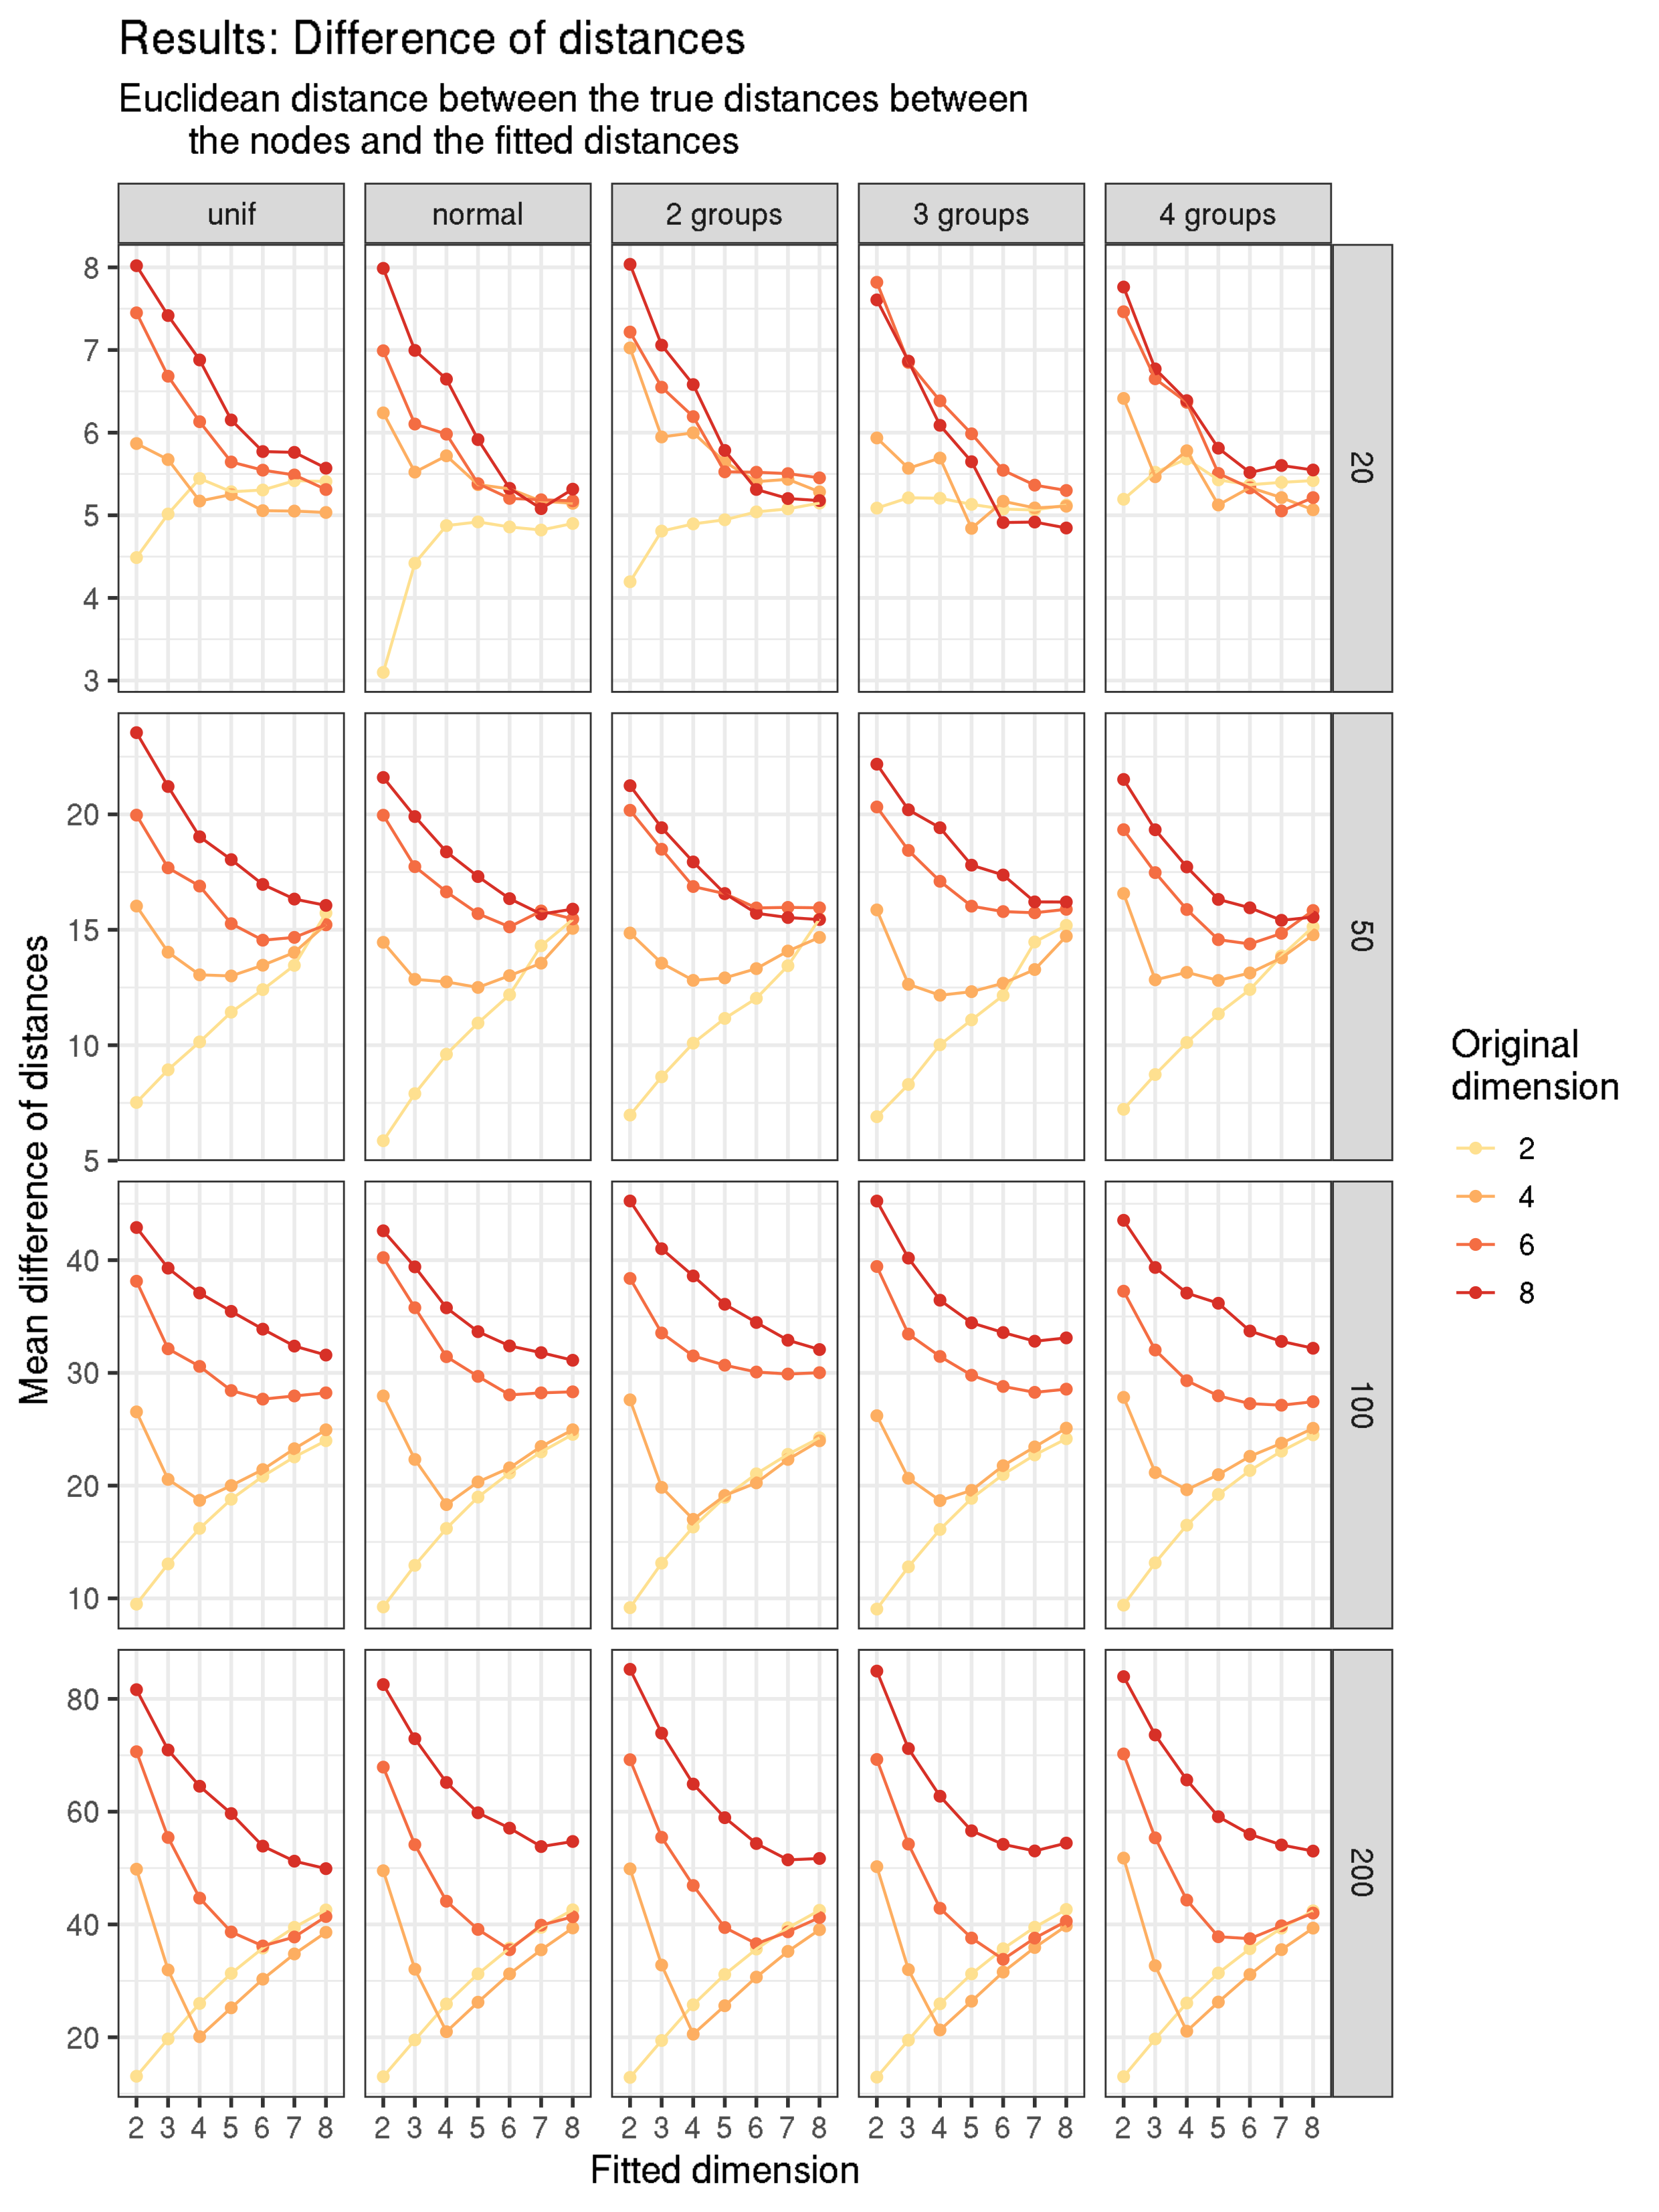 Results: Difference of distances
Euclidean distance between the true distances between
the nodes and the fitted distances
unif
normal
2 groups
3 groups
4 groups
8
7
6
5
4
3
20
20
15
10
5
50
40
30
20
10
100
80
60
40
20
200
2 3 4 5 6 7 8
2 3 4 5 6 7 8
2 3 4 5 6 7 8
2 3 4 5 6 7 8
2 3 4 5 6 7 8
Fitted dimension
Mean difference of distances
Original
dimension
2
4
6
8